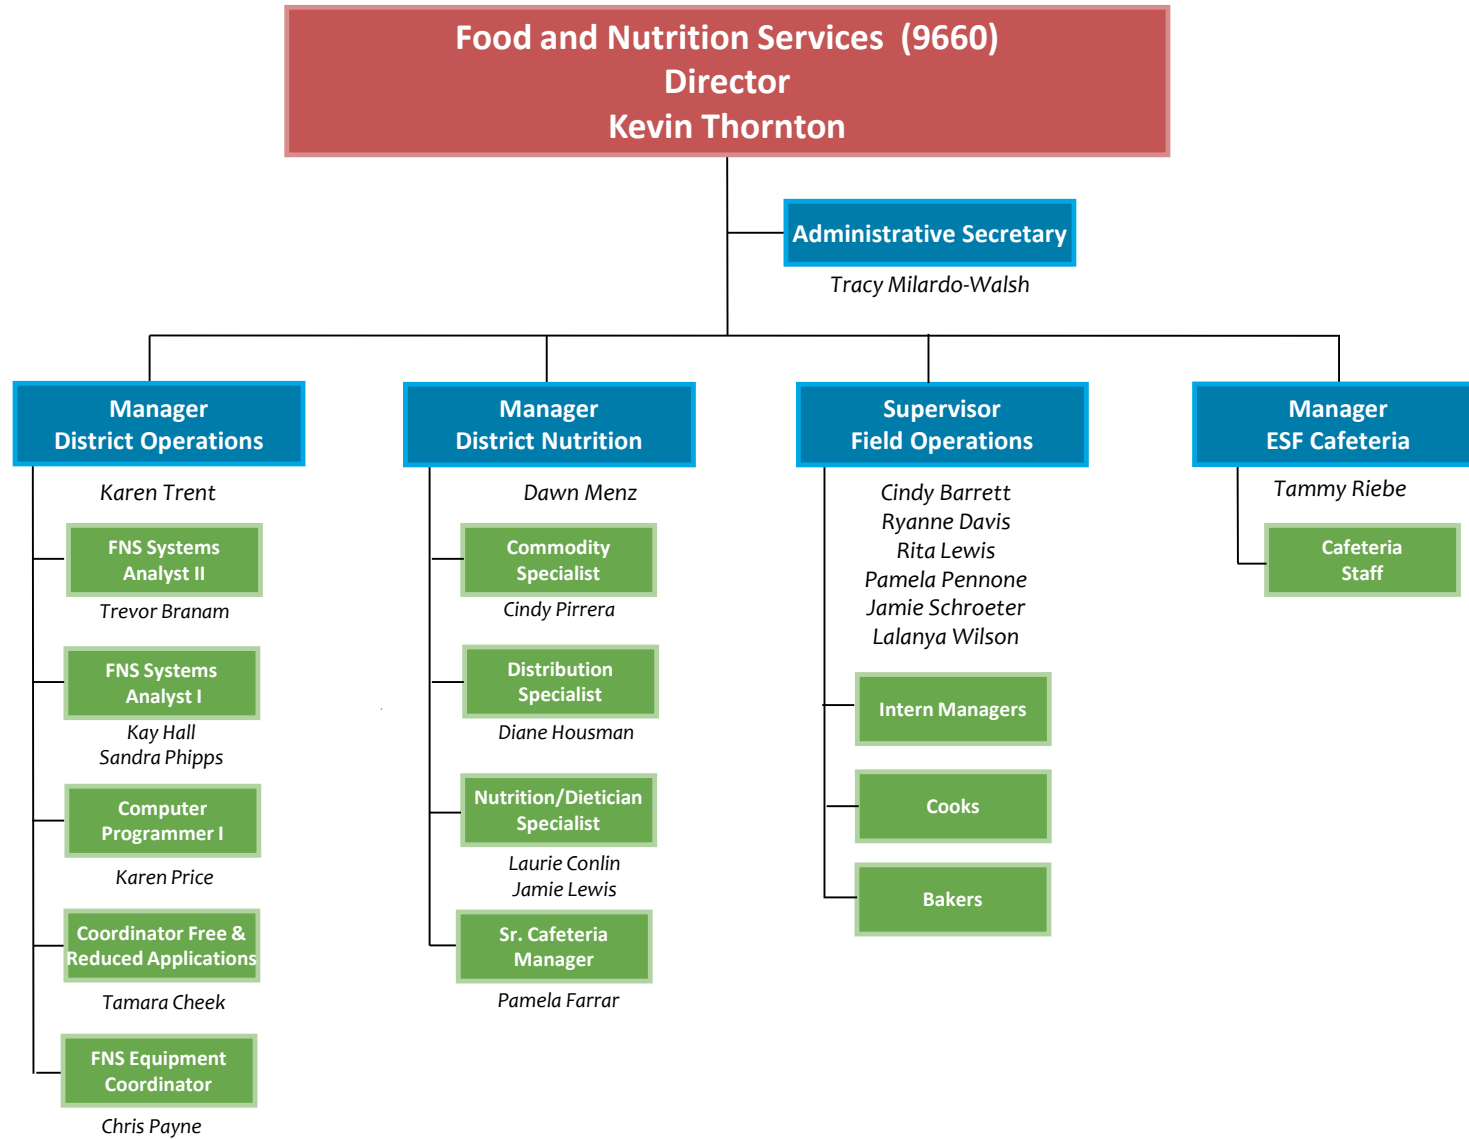 Food and Nutrition Services  (9660)
Director
Kevin Thornton
Administrative Secretary
Tracy Milardo-Walsh
Manager
District Operations
Karen Trent
FNS Systems
Analyst II
Trevor Branam
FNS Systems
Analyst I
Kay Hall
Sandra Phipps
Computer
Programmer I
Karen Price
Coordinator Free &
Reduced Applications
Tamara Cheek
FNS Equipment
Coordinator
Chris Payne
Manager
District Nutrition
Dawn Menz
Commodity
Specialist
Cindy Pirrera
Distribution
Specialist
Diane Housman
Nutrition/Dietician
Specialist
Laurie Conlin
Jamie Lewis
Sr. Cafeteria
Manager
Pamela Farrar
Supervisor
Field Operations
Cindy Barrett
Ryanne Davis
Rita Lewis
Pamela Pennone
Jamie Schroeter
Lalanya Wilson
Intern Managers
Cooks
Bakers
Manager
ESF Cafeteria
Tammy Riebe
Cafeteria
Staff